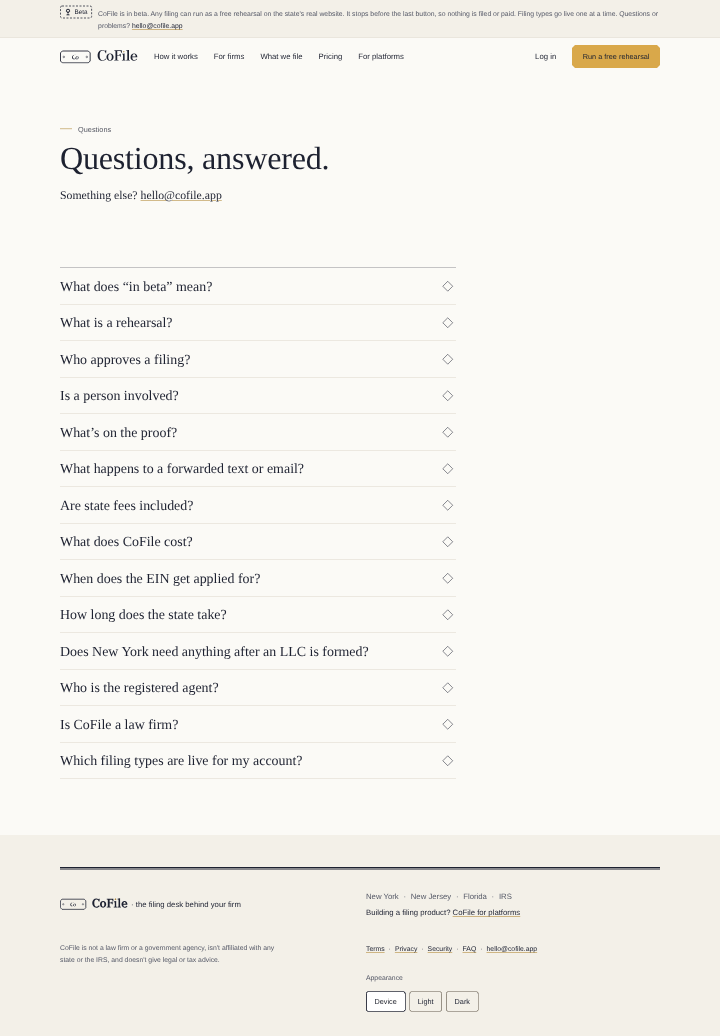 Beta
CoFile is in beta. Any filing can run as a free rehearsal on the state's real website. It stops before the last button, so nothing is filed or paid. Filing types go live one at a time. Questions or
problems? hello@cofile.app
Co CoFile How it works For firms What we file Pricing For platforms Log in Run a free rehearsal
Questions
Questions, answered.
Something else? hello@cofile.app
What does “in beta” mean?
What is a rehearsal?
Who approves a filing?
Is a person involved?
What’s on the proof?
What happens to a forwarded text or email?
Are state fees included?
What does CoFile cost?
When does the EIN get applied for?
How long does the state take?
Does New York need anything after an LLC is formed?
Who is the registered agent?
Is CoFile a law firm?
Which filing types are live for my account?
Co CoFile · the filing desk behind your firm
CoFile is not a law firm or a government agency, isn't affiliated with any
state or the IRS, and doesn't give legal or tax advice.
New York · New Jersey · Florida · IRS
Building a filing product? CoFile for platforms
Terms · Privacy · Security · FAQ · hello@cofile.app
Appearance
Device Light Dark